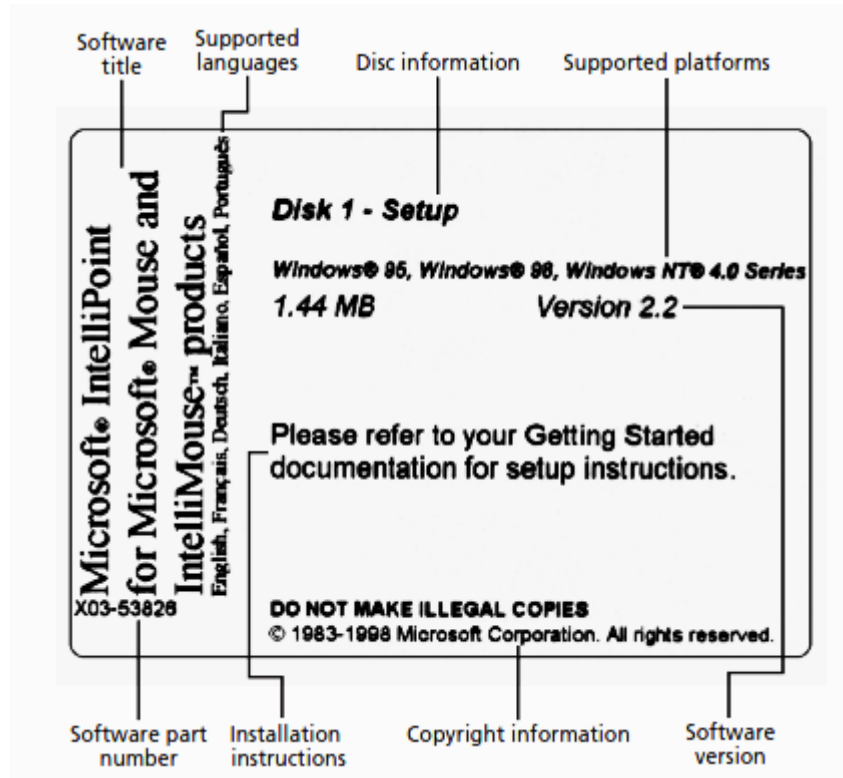 Software
title
Supported
languages
Disc information
Supported platforms
Microsoft® IntelliPoint
for Microsoft® Mouse and
IntelliMouse™ products
English, Français, Deutsch, Italiano, Español, Português
X03-53826
Disk 1 - Setup
Windows® 95, Windows® 98, Windows NT® 4.0 Series
1.44 MB
Version 2.2
Please refer to your Getting Started
documentation for setup instructions.
DO NOT MAKE ILLEGAL COPIES
© 1983-1998 Microsoft Corporation. All rights reserved.
Software part
number
Installation
instructions
Copyright information
Software
version